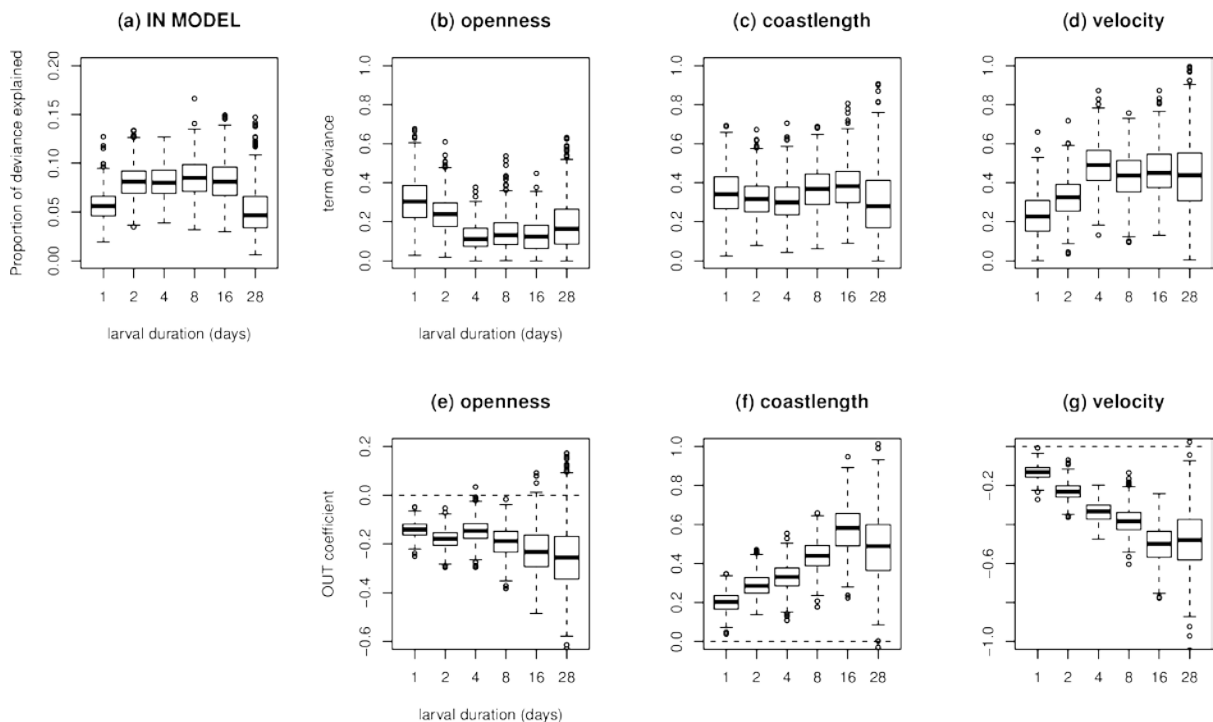 (a) IN MODEL
(b) openness
(c) coastlength
(d) velocity
Proportion of deviance explained
0.00 0.05 0.10 0.15 0.20
term deviance
0.0 0.2 0.4 0.6 0.8 1.0
0.0 0.2 0.4 0.6 0.8 1.0
0.0 0.2 0.4 0.6 0.8 1.0
1 2 4 8 16 28
1 2 4 8 16 28
1 2 4 8 16 28
1 2 4 8 16 28
larval duration (days)
larval duration (days)
(e) openness
(f) coastlength
(g) velocity
OUT coefficient
−0.6 −0.4 −0.2 0.0 0.2
0.0 0.2 0.4 0.6 0.8 1.0
−1.0 −0.6 −0.2
1 2 4 8 16 28
1 2 4 8 16 28
1 2 4 8 16 28
larval duration (days)